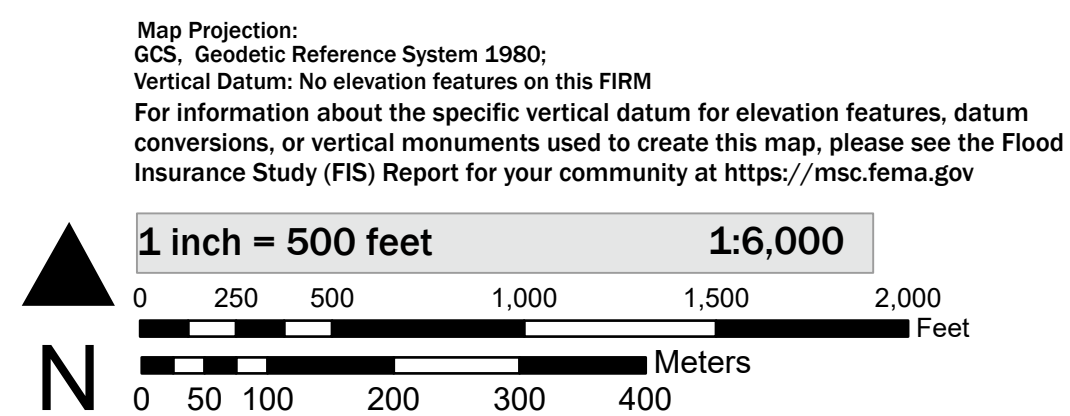 Map Projection:
GCS, Geodetic Reference System 1980;
Vertical Datum: No elevation features on this FIRM
For information about the specific vertical datum for elevation features, datum
conversions, or vertical monuments used to create this map, please see the Flood
Insurance Study (FIS) Report for your community at https://msc.fema.gov
1 inch = 500 feet 1:6,000
0 250 500 1,000 1,500 2,000
Feet
Meters
N
0 50 100 200 300 400